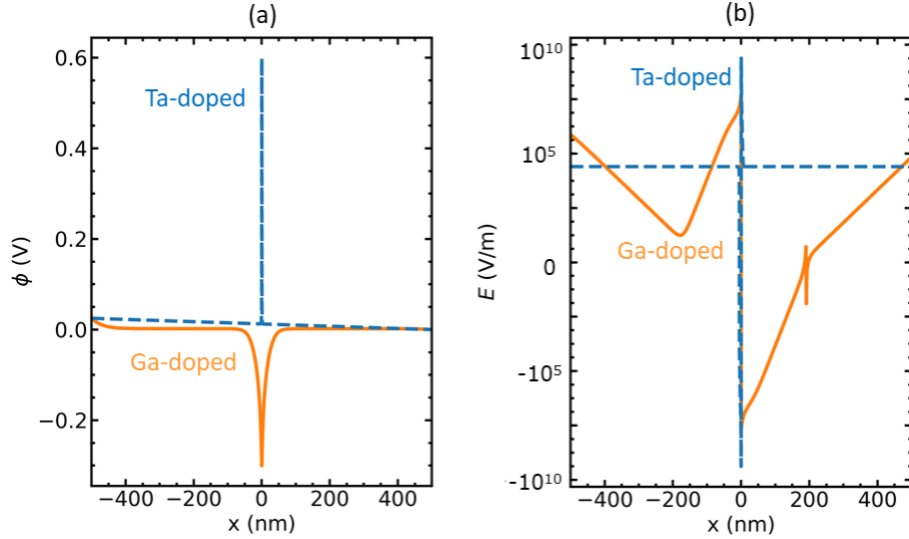 (a)
0.6
0.4
0.2
0.0
−0.2
−400 −200 0 200 400
x (nm)
ϕ (V)
Ta-doped
Ga-doped
(b)
10¹⁰
10⁵
0
-10⁵
-10¹⁰
−400 −200 0 200 400
x (nm)
E (V/m)
Ta-doped
Ga-doped